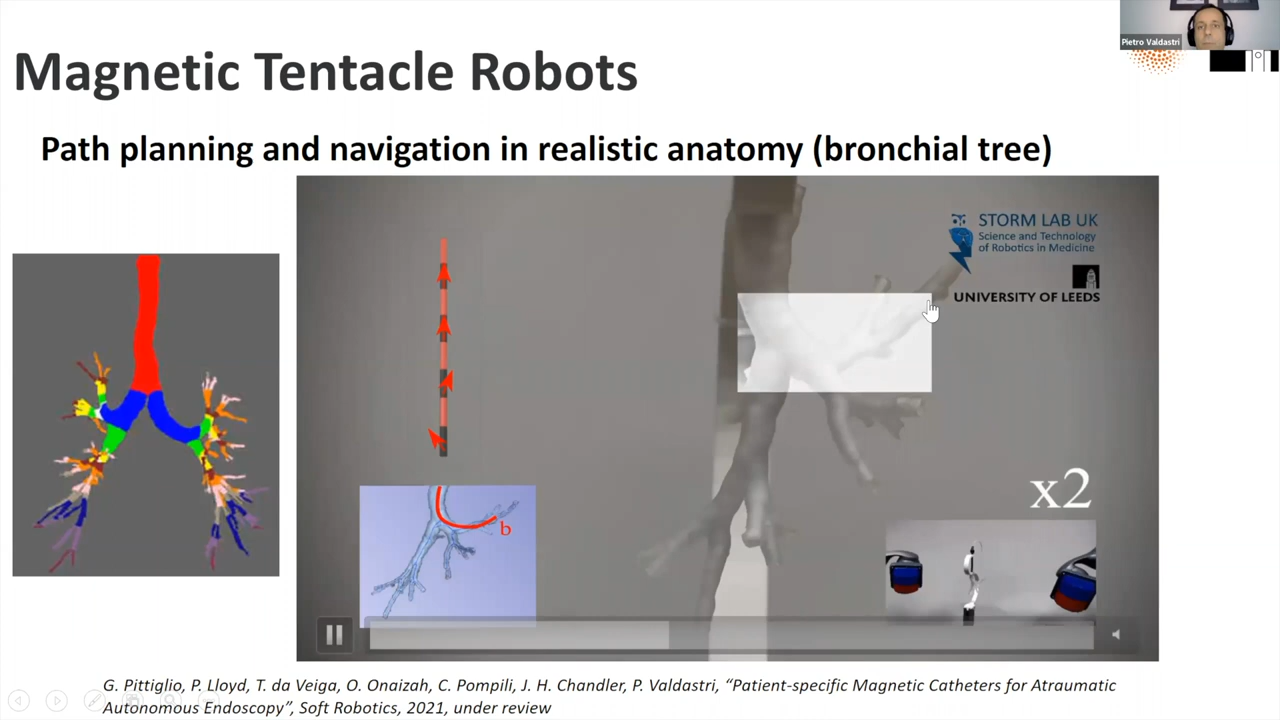 Pietro Valdastri
Magnetic Tentacle Robots
Path planning and navigation in realistic anatomy (bronchial tree)
STORM LAB UK
Science and Technology
of Robotics in Medicine
UNIVERSITY OF LEEDS
x2
b
G. Pittiglio, P. Lloyd, T. da Veiga, O. Onaizah, C. Pompili, J. H. Chandler, P. Valdastri, “Patient-specific Magnetic Catheters for Atraumatic
Autonomous Endoscopy”, Soft Robotics, 2021, under review